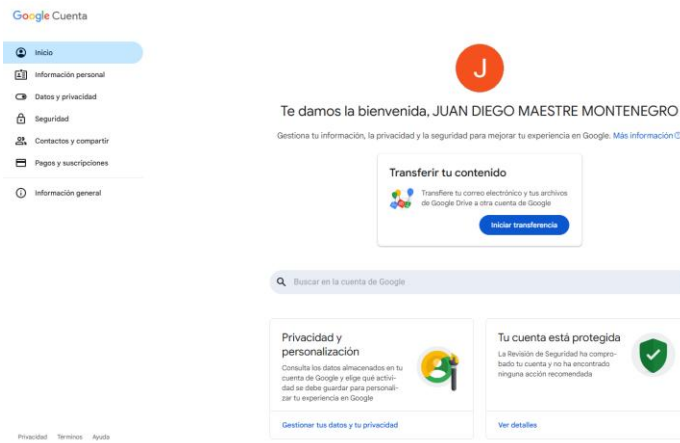 Google Cuenta
Inicio
Información personal
Datos y privacidad
Seguridad
Contactos y compartir
Pagos y suscripciones
Información general
Privacidad Términos Ayuda
J
Te damos la bienvenida, JUAN DIEGO MAESTRE MONTENEGRO
Gestiona tu información, la privacidad y la seguridad para mejorar tu experiencia en Google. Más información
Transferir tu contenido
Transfiere tu correo electrónico y tus archivos
de Google Drive a otra cuenta de Google
Iniciar transferencia
Buscar en la cuenta de Google
Privacidad y
personalización
Consulta los datos almacenados en tu
cuenta de Google y elige qué activi-
dad se debe guardar para personali-
zar tu experiencia en Google
Gestionar tus datos y tu privacidad
Tu cuenta está protegida
La Revisión de Seguridad ha compro-
bado tu cuenta y no ha encontrado
ninguna acción recomendada
Ver detalles